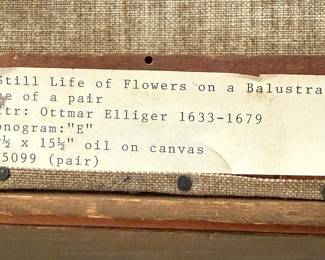 Still Life of Flowers on a Balustra
e of a pair
tr: Ottmar Elliger 1633-1679
onogram:"E"
½ x 15½" oil on canvas
5099 (pair)